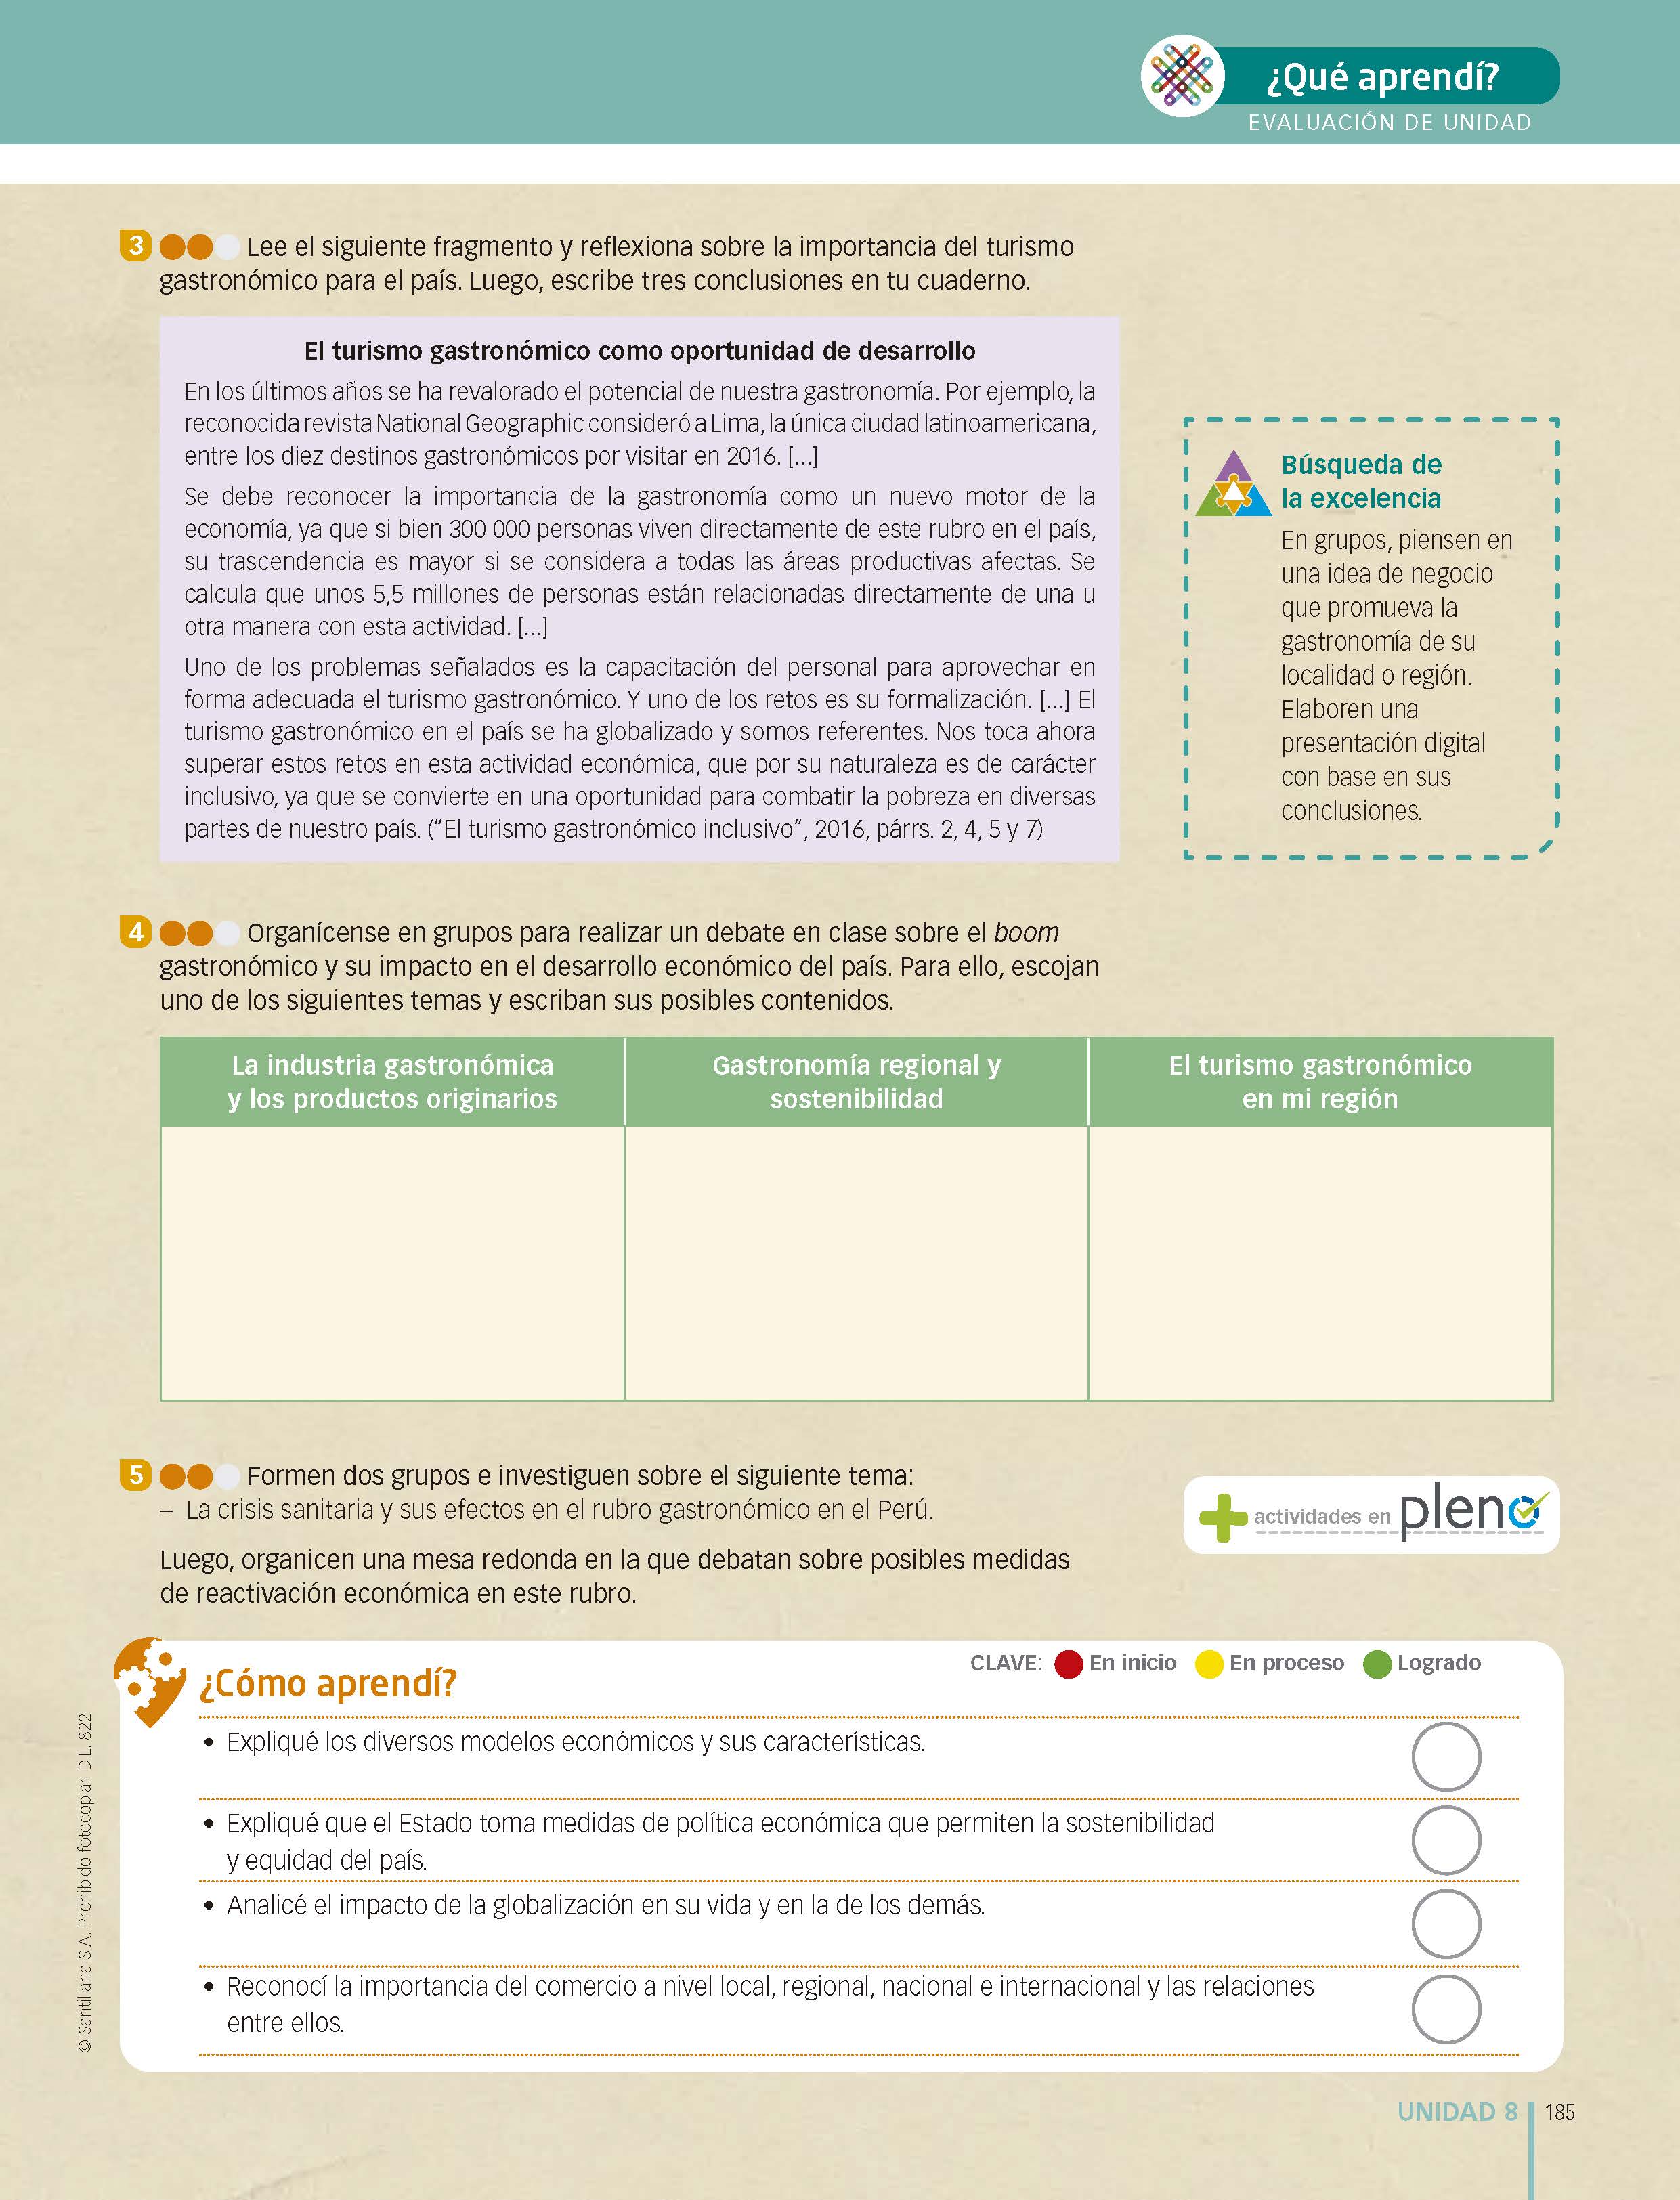 ¿Qué aprendí?
EVALUACIÓN DE UNIDAD
3 Lee el siguiente fragmento y reflexiona sobre la importancia del turismo
gastronómico para el país. Luego, escribe tres conclusiones en tu cuaderno.
El turismo gastronómico como oportunidad de desarrollo
En los últimos años se ha revalorado el potencial de nuestra gastronomía. Por ejemplo, la
reconocida revista National Geographic consideró a Lima, la única ciudad latinoamericana,
entre los diez destinos gastronómicos por visitar en 2016. [...]
Se debe reconocer la importancia de la gastronomía como un nuevo motor de la
economía, ya que si bien 300 000 personas viven directamente de este rubro en el país,
su trascendencia es mayor si se considera a todas las áreas productivas afectas. Se
calcula que unos 5,5 millones de personas están relacionadas directamente de una u
otra manera con esta actividad. [...]
Uno de los problemas señalados es la capacitación del personal para aprovechar en
forma adecuada el turismo gastronómico. Y uno de los retos es su formalización. [...] El
turismo gastronómico en el país se ha globalizado y somos referentes. Nos toca ahora
superar estos retos en esta actividad económica, que por su naturaleza es de carácter
inclusivo, ya que se convierte en una oportunidad para combatir la pobreza en diversas
partes de nuestro país. (“El turismo gastronómico inclusivo”, 2016, párrs. 2, 4, 5 y 7)
Búsqueda de
la excelencia
En grupos, piensen en
una idea de negocio
que promueva la
gastronomía de su
localidad o región.
Elaboren una
presentación digital
con base en sus
conclusiones.
4 Organícense en grupos para realizar un debate en clase sobre el boom
gastronómico y su impacto en el desarrollo económico del país. Para ello, escojan
uno de los siguientes temas y escriban sus posibles contenidos.
La industria gastronómica
y los productos originarios
Gastronomía regional y
sostenibilidad
El turismo gastronómico
en mi región
5 Formen dos grupos e investiguen sobre el siguiente tema:
– La crisis sanitaria y sus efectos en el rubro gastronómico en el Perú.
Luego, organicen una mesa redonda en la que debatan sobre posibles medidas
de reactivación económica en este rubro.
+ actividades en pleno
¿Cómo aprendí?
CLAVE: En inicio En proceso Logrado
• Expliqué los diversos modelos económicos y sus características.
• Expliqué que el Estado toma medidas de política económica que permiten la sostenibilidad
y equidad del país.
• Analicé el impacto de la globalización en su vida y en la de los demás.
• Reconocí la importancia del comercio a nivel local, regional, nacional e internacional y las relaciones
entre ellos.
© Santillana S.A. Prohibido fotocopiar. D.L. 822
UNIDAD 8 185